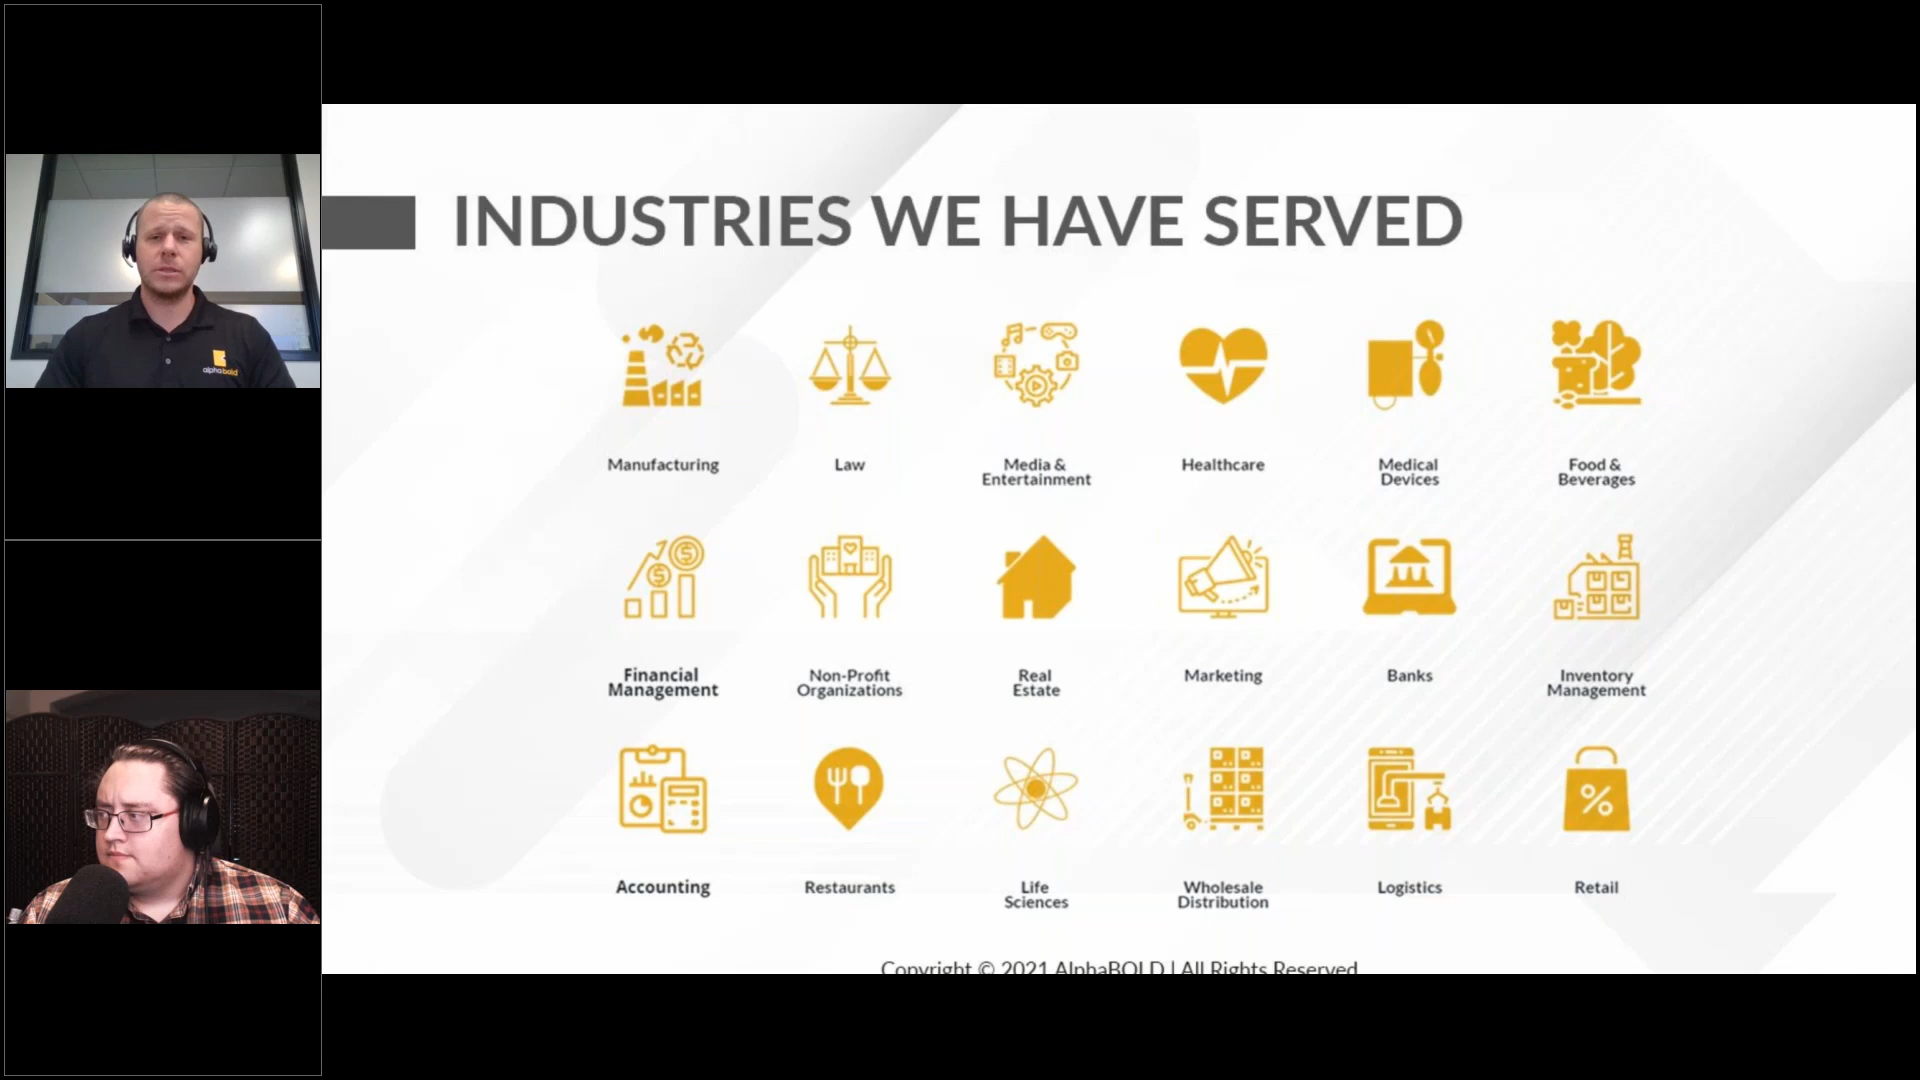 INDUSTRIES WE HAVE SERVED
Manufacturing
Law
Media &
Entertainment
Healthcare
Medical
Devices
Food &
Beverages
Financial
Management
Non-Profit
Organizations
Real
Estate
Marketing
Banks
Inventory
Management
Accounting
Restaurants
Life
Sciences
Wholesale
Distribution
Logistics
Retail
Copyright © 2021 AlphaBOLD | All Rights Reserved
alphabold